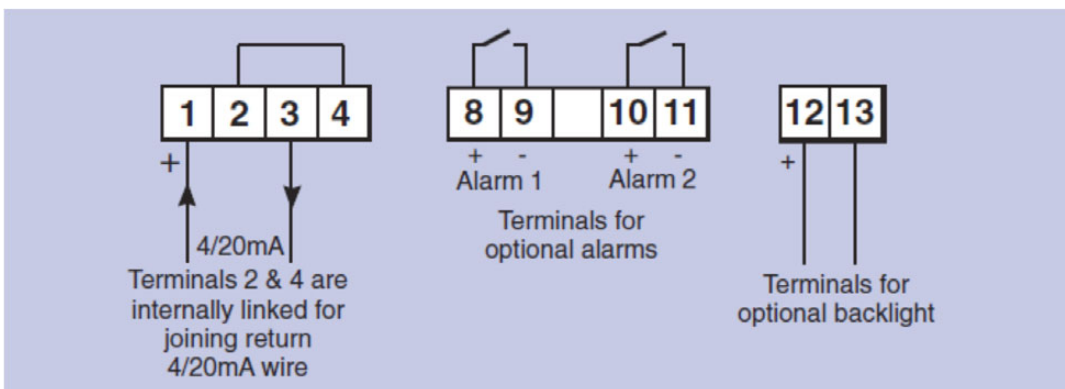 1 2 3 4
+
4/20mA
Terminals 2 & 4 are
internally linked for
joining return
4/20mA wire
8 9 10 11
+ - + -
Alarm 1 Alarm 2
Terminals for
optional alarms
12 13
+
Terminals for
optional backlight